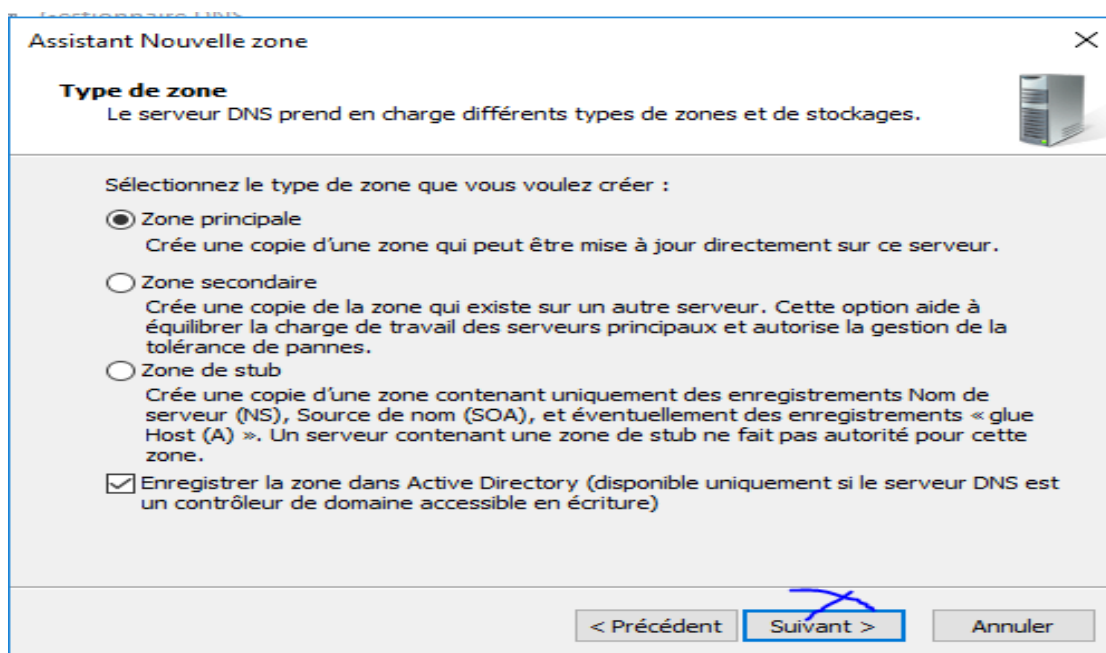 Assistant Nouvelle zone
Type de zone
Le serveur DNS prend en charge différents types de zones et de stockages.
Sélectionnez le type de zone que vous voulez créer :
Zone principale
Crée une copie d'une zone qui peut être mise à jour directement sur ce serveur.
Zone secondaire
Crée une copie de la zone qui existe sur un autre serveur. Cette option aide à
équilibrer la charge de travail des serveurs principaux et autorise la gestion de la
tolérance de pannes.
Zone de stub
Crée une copie d'une zone contenant uniquement des enregistrements Nom de
serveur (NS), Source de nom (SOA), et éventuellement des enregistrements « glue
Host (A) ». Un serveur contenant une zone de stub ne fait pas autorité pour cette
zone.
Enregistrer la zone dans Active Directory (disponible uniquement si le serveur DNS est
un contrôleur de domaine accessible en écriture)
< Précédent Suivant > Annuler